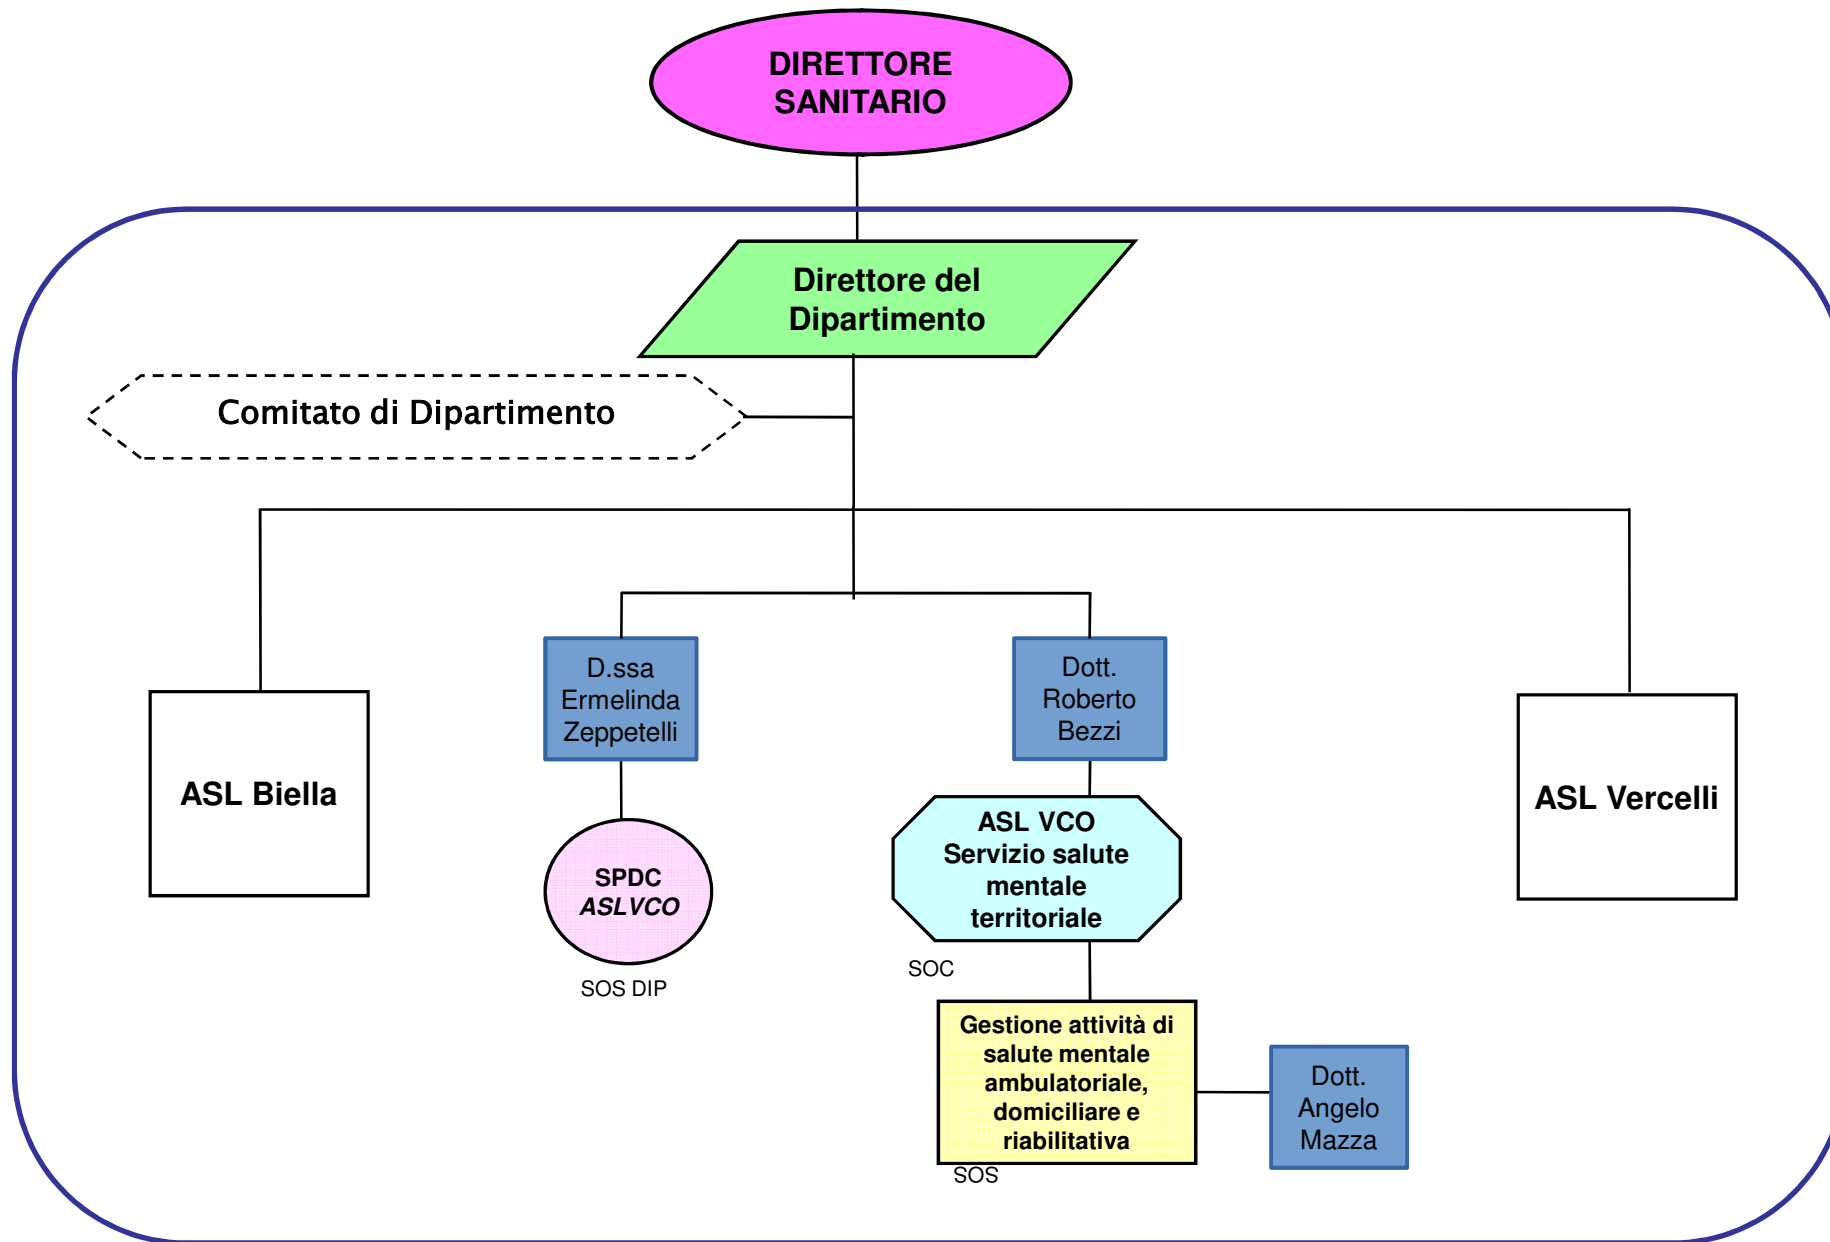 DIRETTORE
SANITARIO
Direttore del
Dipartimento
Comitato di Dipartimento
D.ssa
Ermelinda
Zeppetelli
Dott.
Roberto
Bezzi
ASL Biella
ASL Vercelli
SPDC
ASLVCO
SOS DIP
ASL VCO
Servizio salute
mentale
territoriale
SOC
Gestione attività di
salute mentale
ambulatoriale,
domiciliare e
riabilitativa
SOS
Dott.
Angelo
Mazza